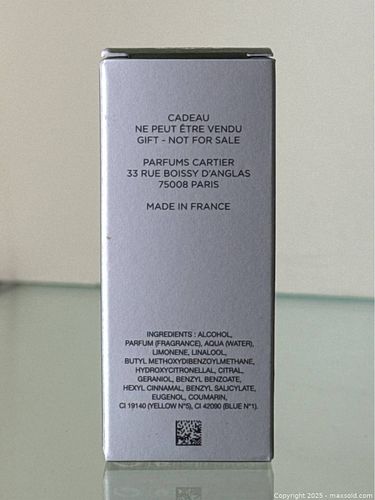 CADEAU
NE PEUT ÊTRE VENDU
GIFT - NOT FOR SALE
PARFUMS CARTIER
33 RUE BOISSY D'ANGLAS
75008 PARIS
MADE IN FRANCE
INGREDIENTS : ALCOHOL,
PARFUM (FRAGRANCE), AQUA (WATER),
LIMONENE, LINALOOL,
BUTYL METHOXYDIBENZOYLMETHANE,
HYDROXYCITRONELLAL, CITRAL,
GERANIOL, BENZYL BENZOATE,
HEXYL CINNAMAL, BENZYL SALICYLATE,
EUGENOL, COUMARIN,
CI 19140 (YELLOW N°5), CI 42090 (BLUE N°1).
Copyright 2025 - maxsold.com